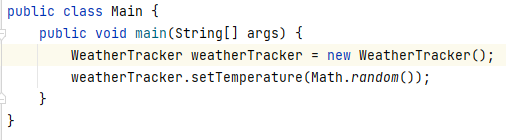 public class Main {
    public void main(String[] args) {
        WeatherTracker weatherTracker = new WeatherTracker();
        weatherTracker.setTemperature(Math.random());
    }
}